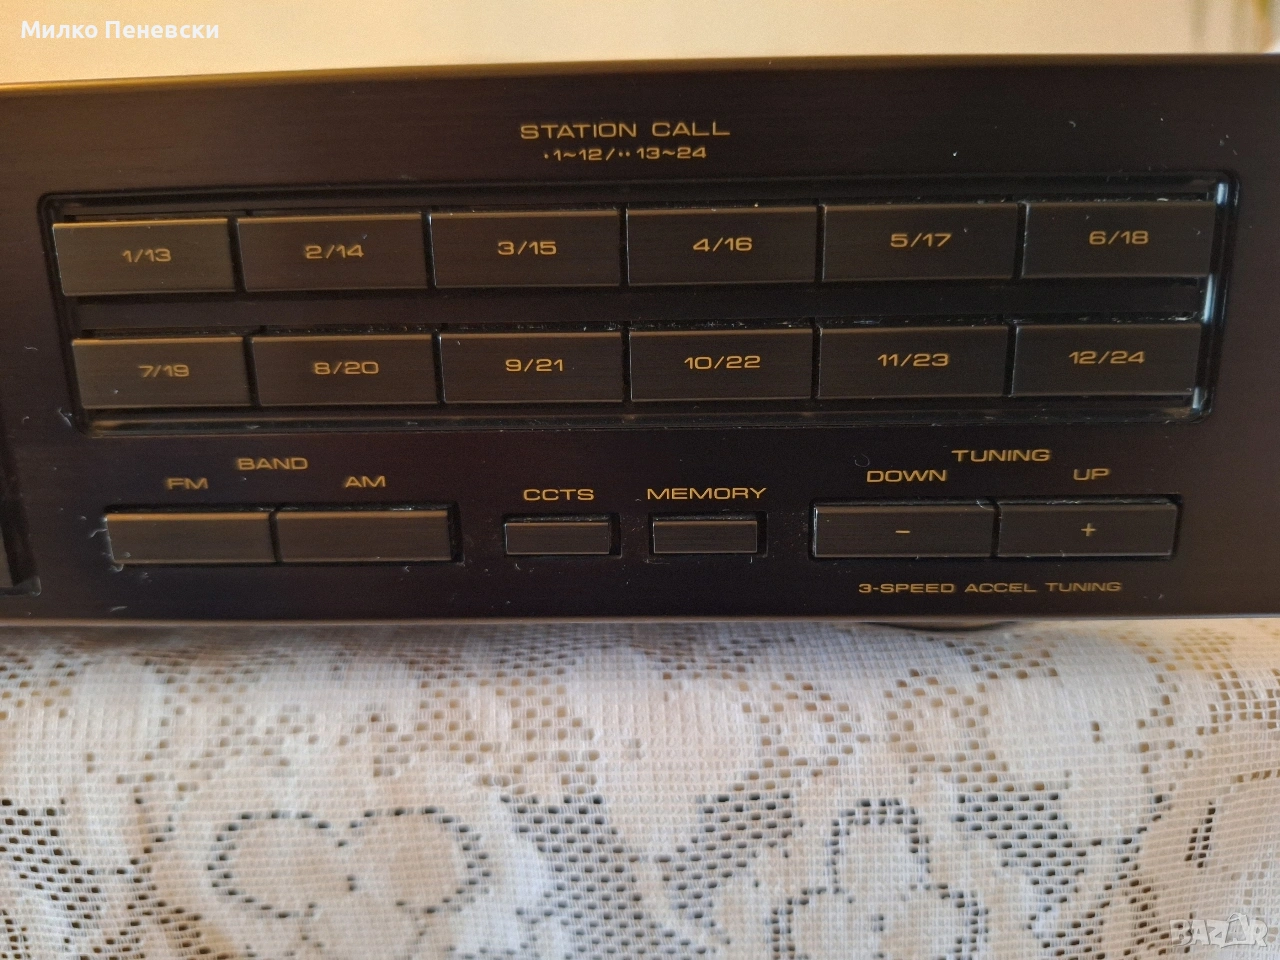 Милко Пеневски
STATION CALL
•1~12/••13~24
1/13 2/14 3/15 4/16 5/17 6/18
7/19 8/20 9/21 10/22 11/23 12/24
BAND
FM AM
CCTS
MEMORY
TUNING
DOWN UP
- +
3-SPEED ACCEL TUNING
BAZAR